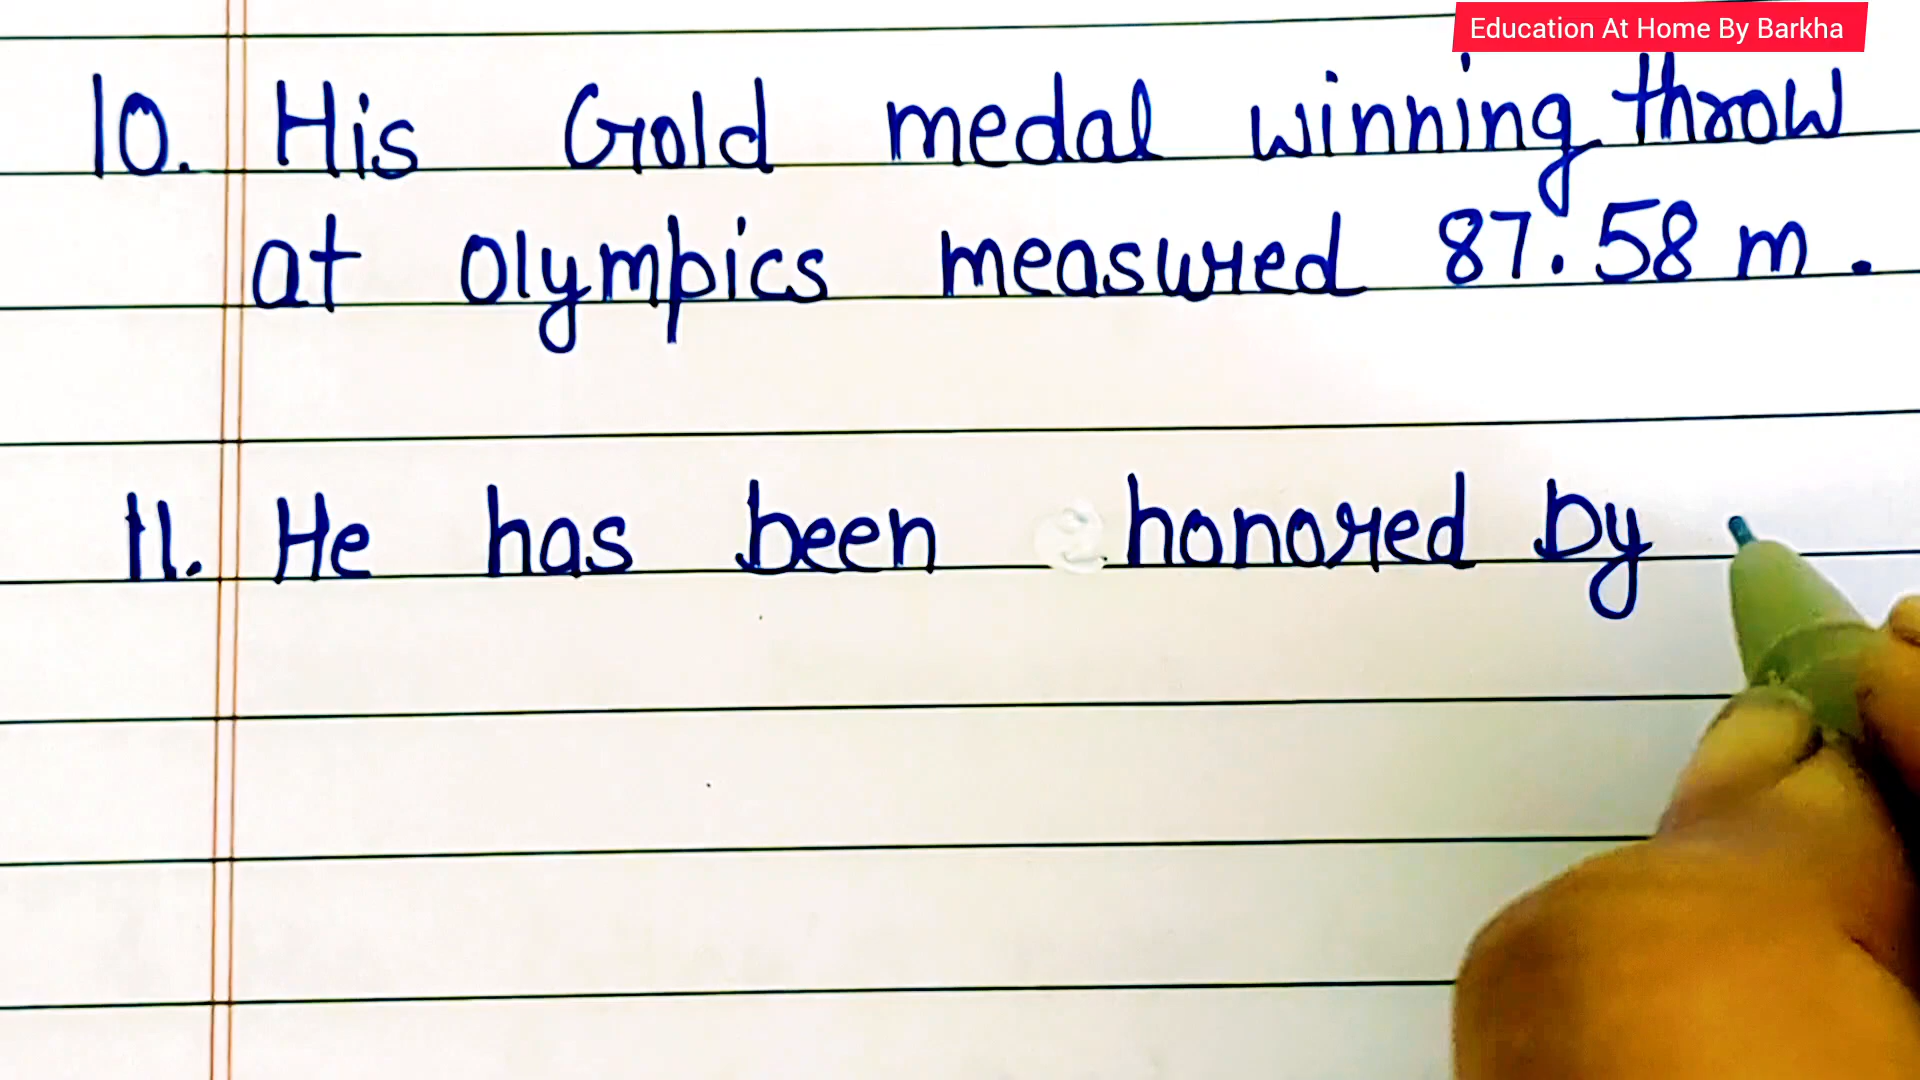 Education At Home By Barkha
10. His Gold medal winning throw
at olympics measured 87.58 m.
11. He has been honored by